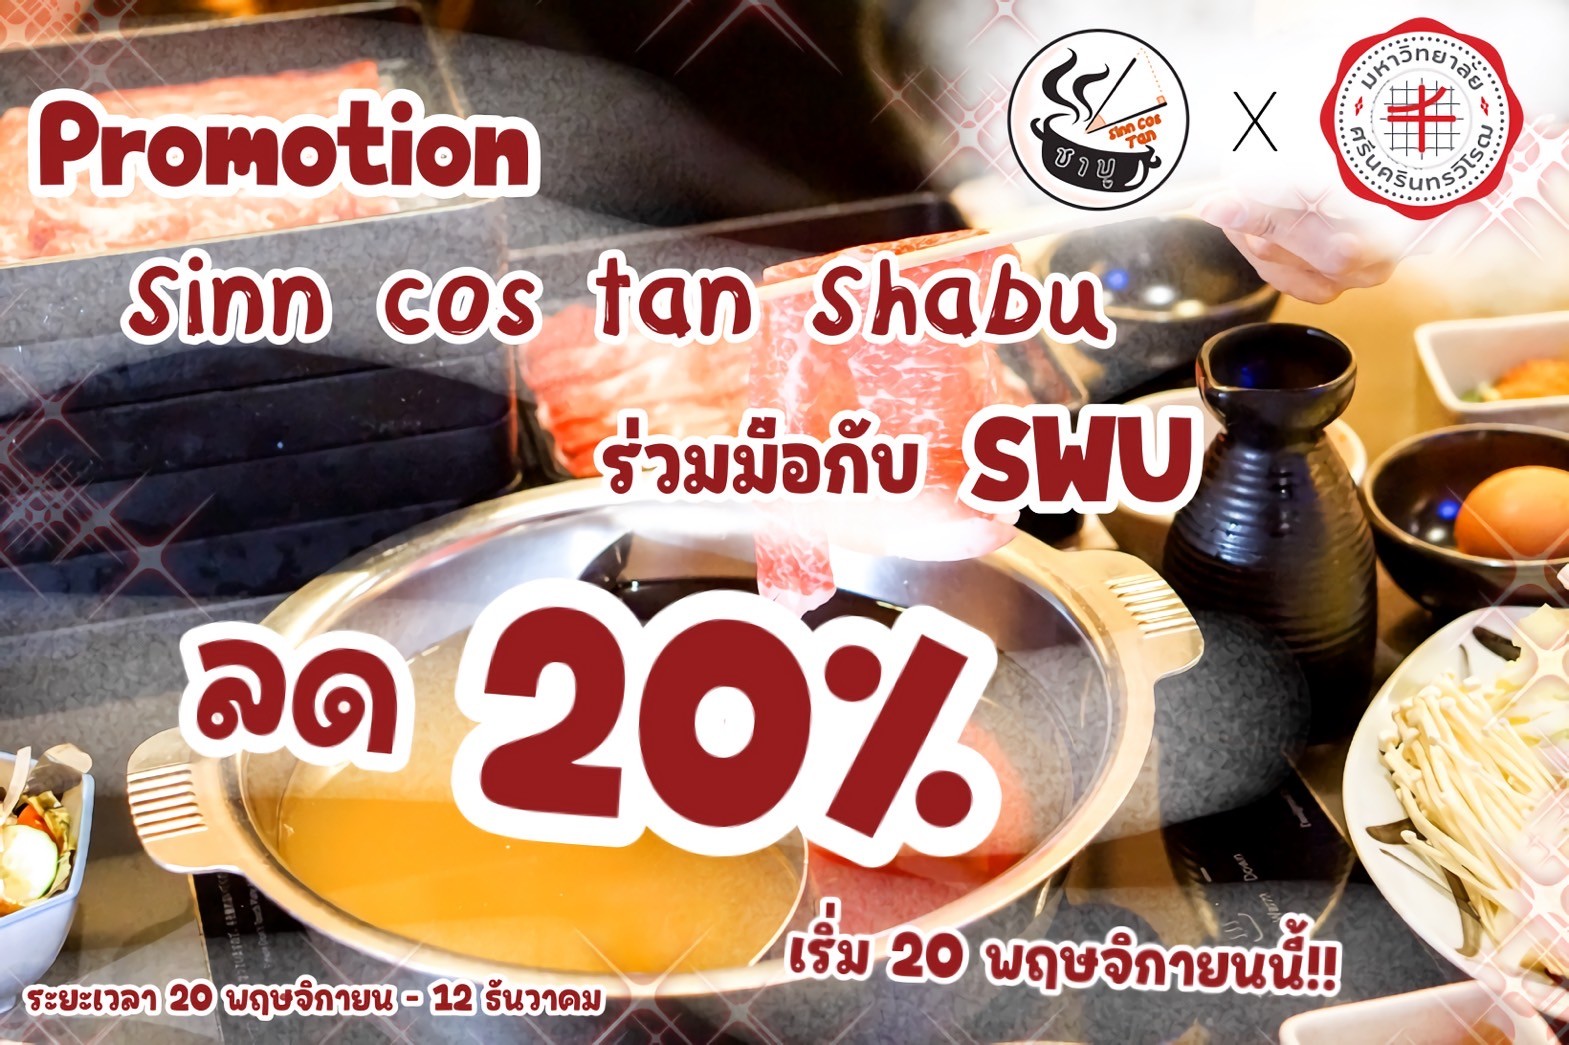 Promotion
Sinn cos
Tan
ชาบู
X
มหาวิทยาลัย
ศรีนครินทรวิโรฒ
Sinn cos tan Shabu
ร่วมมือกับ SWU
ลด 20%
เริ่ม 20 พฤษจิกายนนี้!!
ระยะเวลา 20 พฤษจิกายน - 12 ธันวาคม